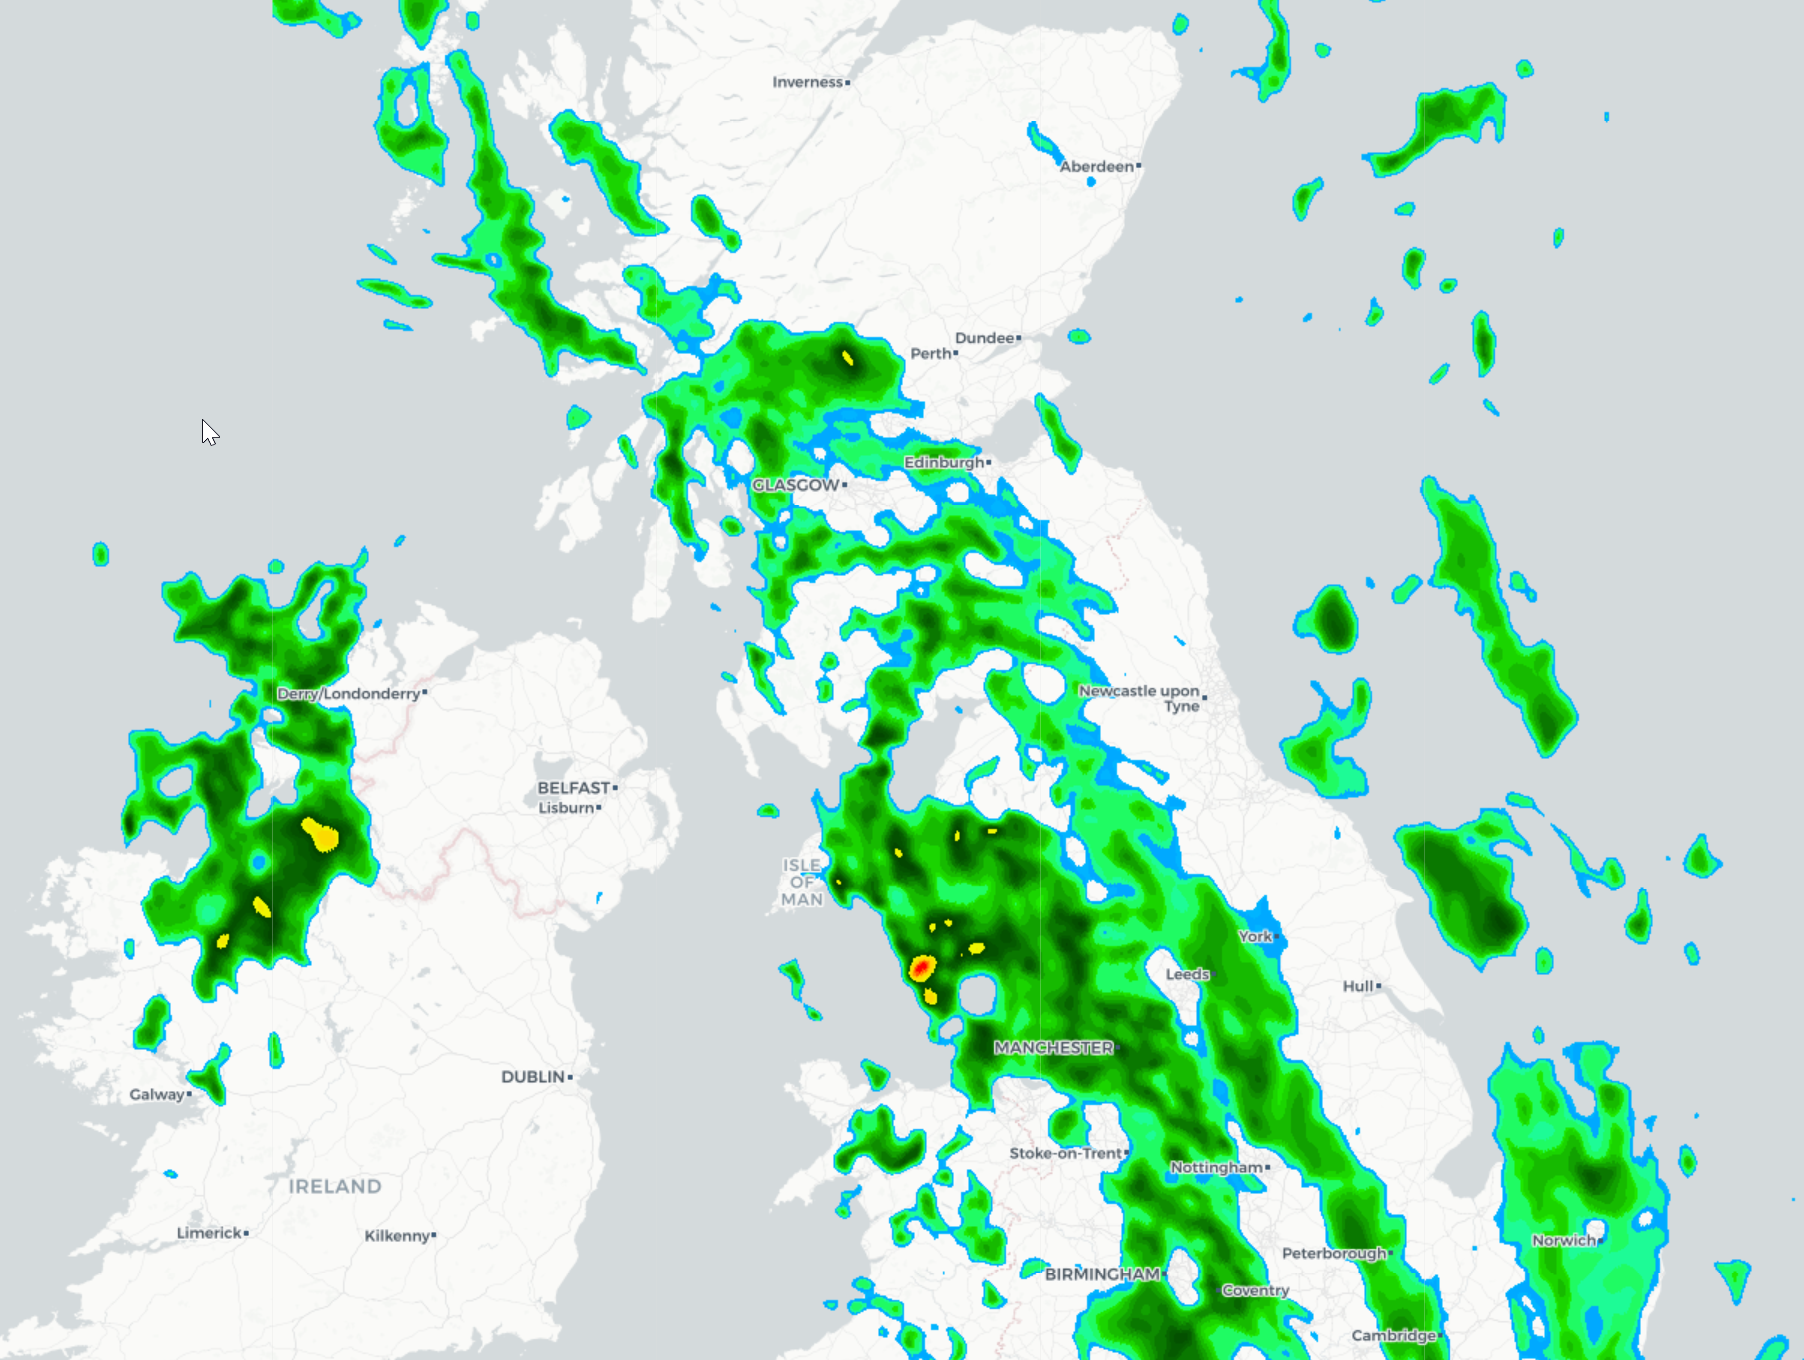 Inverness
Aberdeen
Dundee
Perth
Edinburgh
GLASGOW
Derry/Londonderry
Newcastle upon
Tyne
BELFAST
Lisburn
ISLE
OF
MAN
York
Leeds
Hull
MANCHESTER
DUBLIN
Galway
Stoke-on-Trent
Nottingham
IRELAND
Limerick
Kilkenny
Norwich
Peterborough
BIRMINGHAM
Coventry
Cambridge